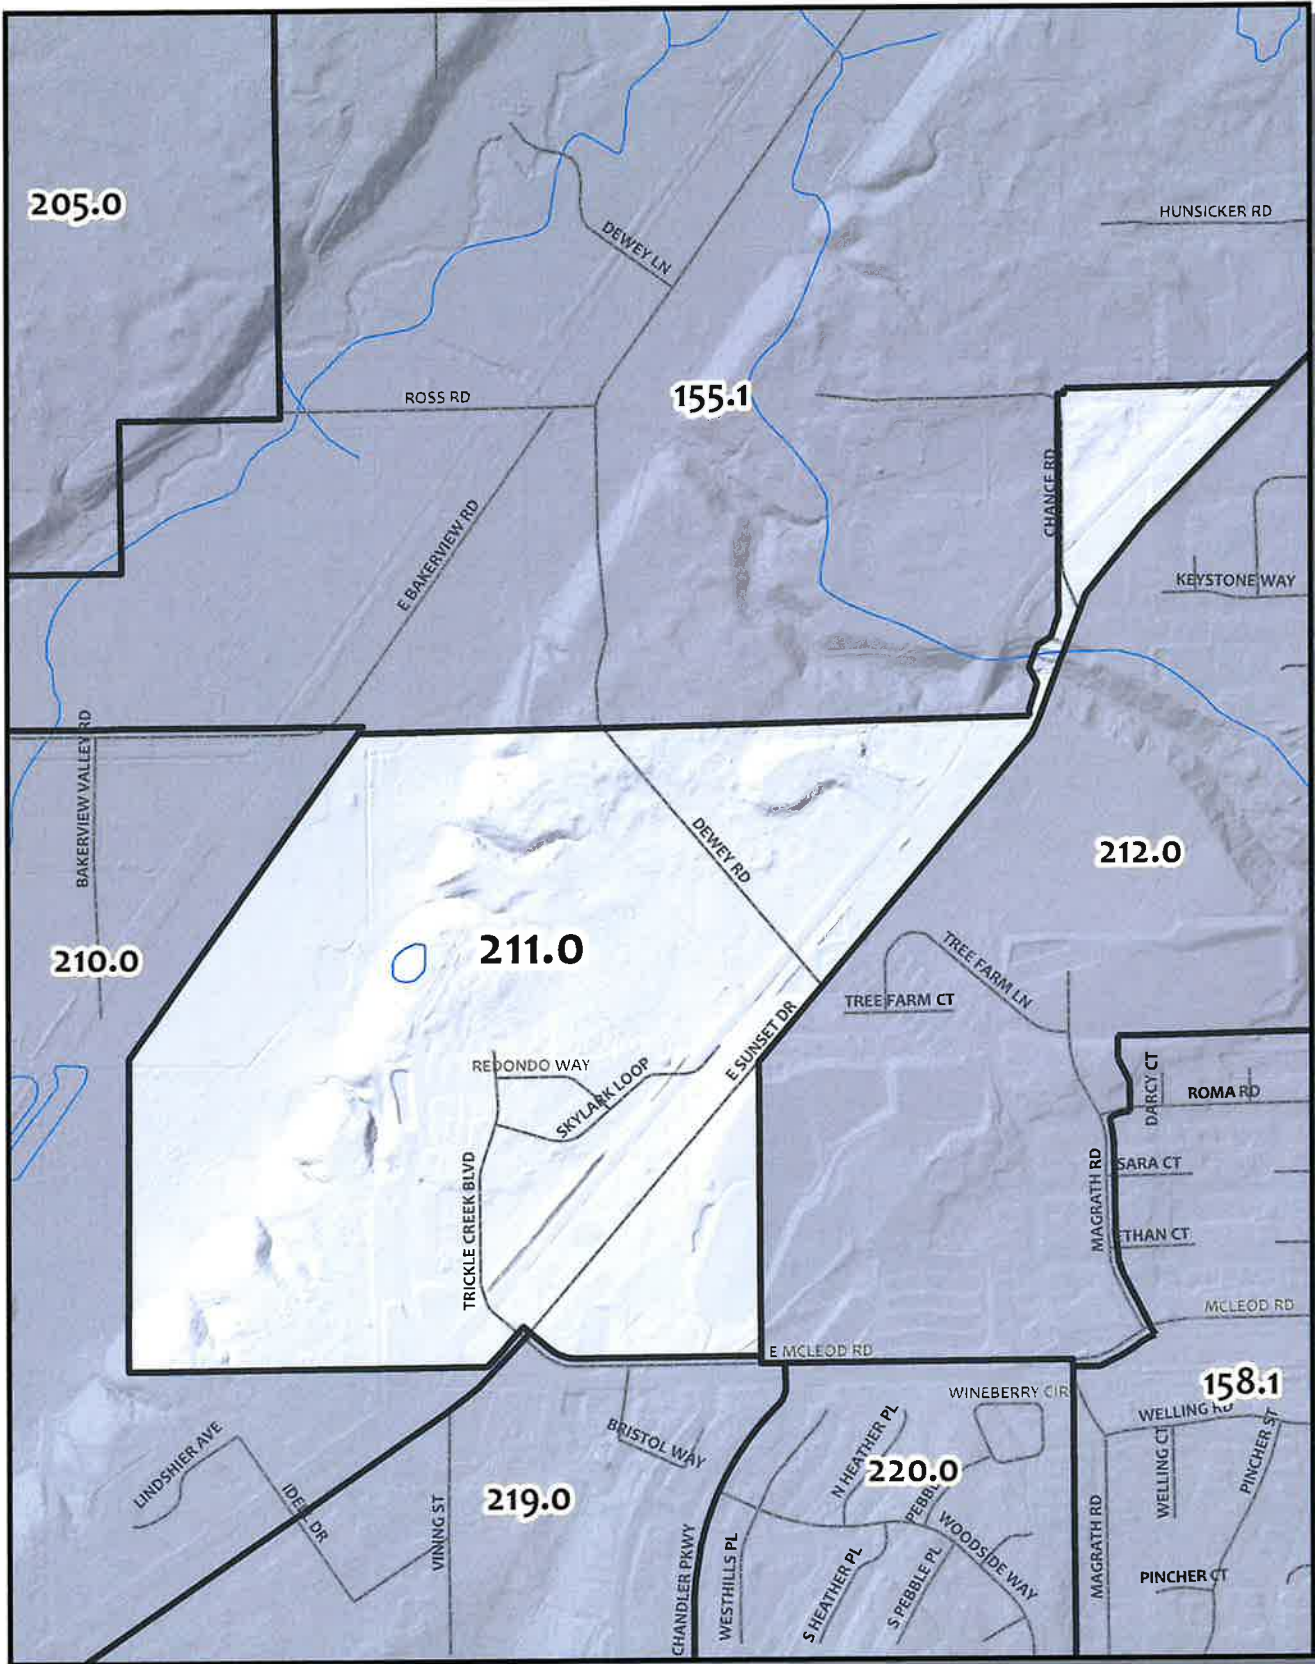 205.0
HUNSICKER RD
DEWEY LN
ROSS RD
155.1
CHANCE RD
E BAKERVIEW RD
KEYSTONE WAY
BAKERVIEW VALLEY RD
DEWEY RD
212.0
211.0
210.0
TREE FARM LN
TREE FARM CT
E SUNSET DR
REDONDO WAY
SKYLARK LOOP
DARCY CT
ROMA RD
TRICKLE CREEK BLVD
MAGRATH RD
SARA CT
ETHAN CT
MCLEOD RD
E MCLEOD RD
158.1
WINEBERRY CIR
WELLING RD
LINDSHIER AVE
BRISTOL WAY
N HEATHER PL
220.0
WELLING CT
PINCHER ST
IDELL DR
219.0
VINING ST
WOODSIDE WAY
MAGRATH RD
CHANDLER PKWY
WESTHILLS PL
S HEATHER PL
S PEBBLE PL
PINCHER CT